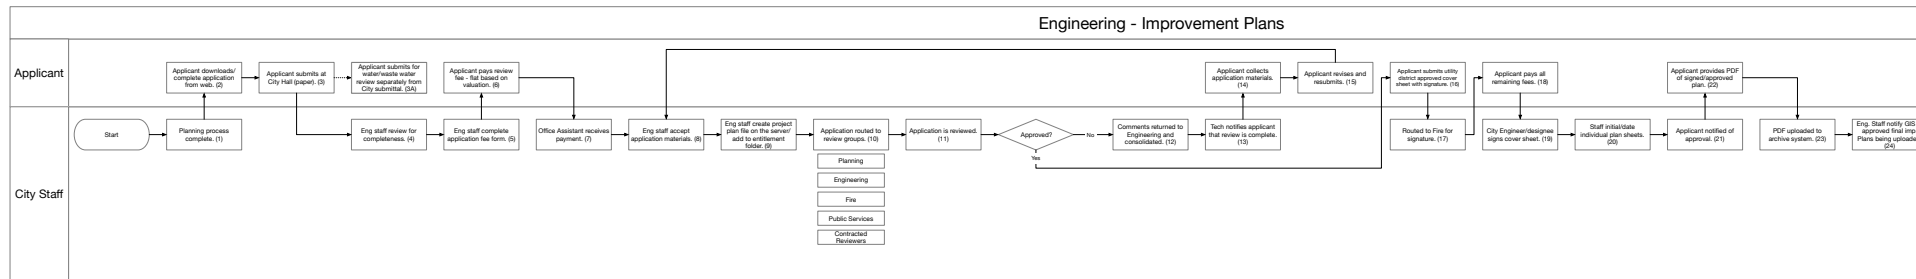 Engineering - Improvement Plans
Applicant
Applicant downloads/
complete application
from web. (2)
Applicant submits at
City Hall (paper). (3)
Applicant submits for
water/waste water
review separately from
City submittal. (3A)
Applicant pays review
fee - flat based on
valuation. (6)
Applicant collects
application materials.
(14)
Applicant revises and
resubmits. (15)
Applicant submits utility
district approved cover
sheet with signature. (16)
Applicant pays all
remaining fees. (18)
Applicant provides PDF
of signed/approved
plan. (22)
City Staff
Start
Planning process
complete. (1)
Eng staff review for
completeness. (4)
Eng staff complete
application fee form. (5)
Office Assistant receives
payment. (7)
Eng staff accept
application materials. (8)
Eng staff create project
plan file on the server/
add to entitlement
folder. (9)
Application routed to
review groups. (10)
Planning
Engineering
Fire
Public Services
Contracted
Reviewers
Application is reviewed.
(11)
Approved?
No
Yes
Comments returned to
Engineering and
consolidated. (12)
Tech notifies applicant
that review is complete.
(13)
Routed to Fire for
signature. (17)
City Engineer/designee
signs cover sheet. (19)
Staff initial/date
individual plan sheets.
(20)
Applicant notified of
approval. (21)
PDF uploaded to
archive system. (23)
Eng. Staff notify GIS
approved final imp
Plans being uploade
(24)